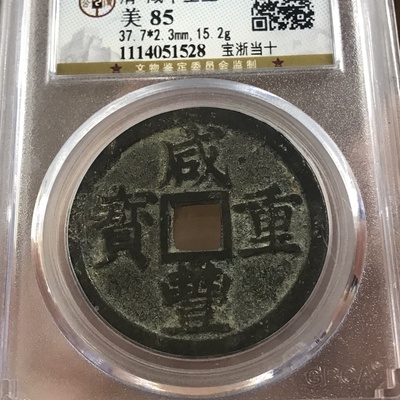 美 85
37.7*2.3mm,15.2g
1114051528 宝浙当十
★ 文物鉴定委员会监制 ★
咸
寶 重
豐